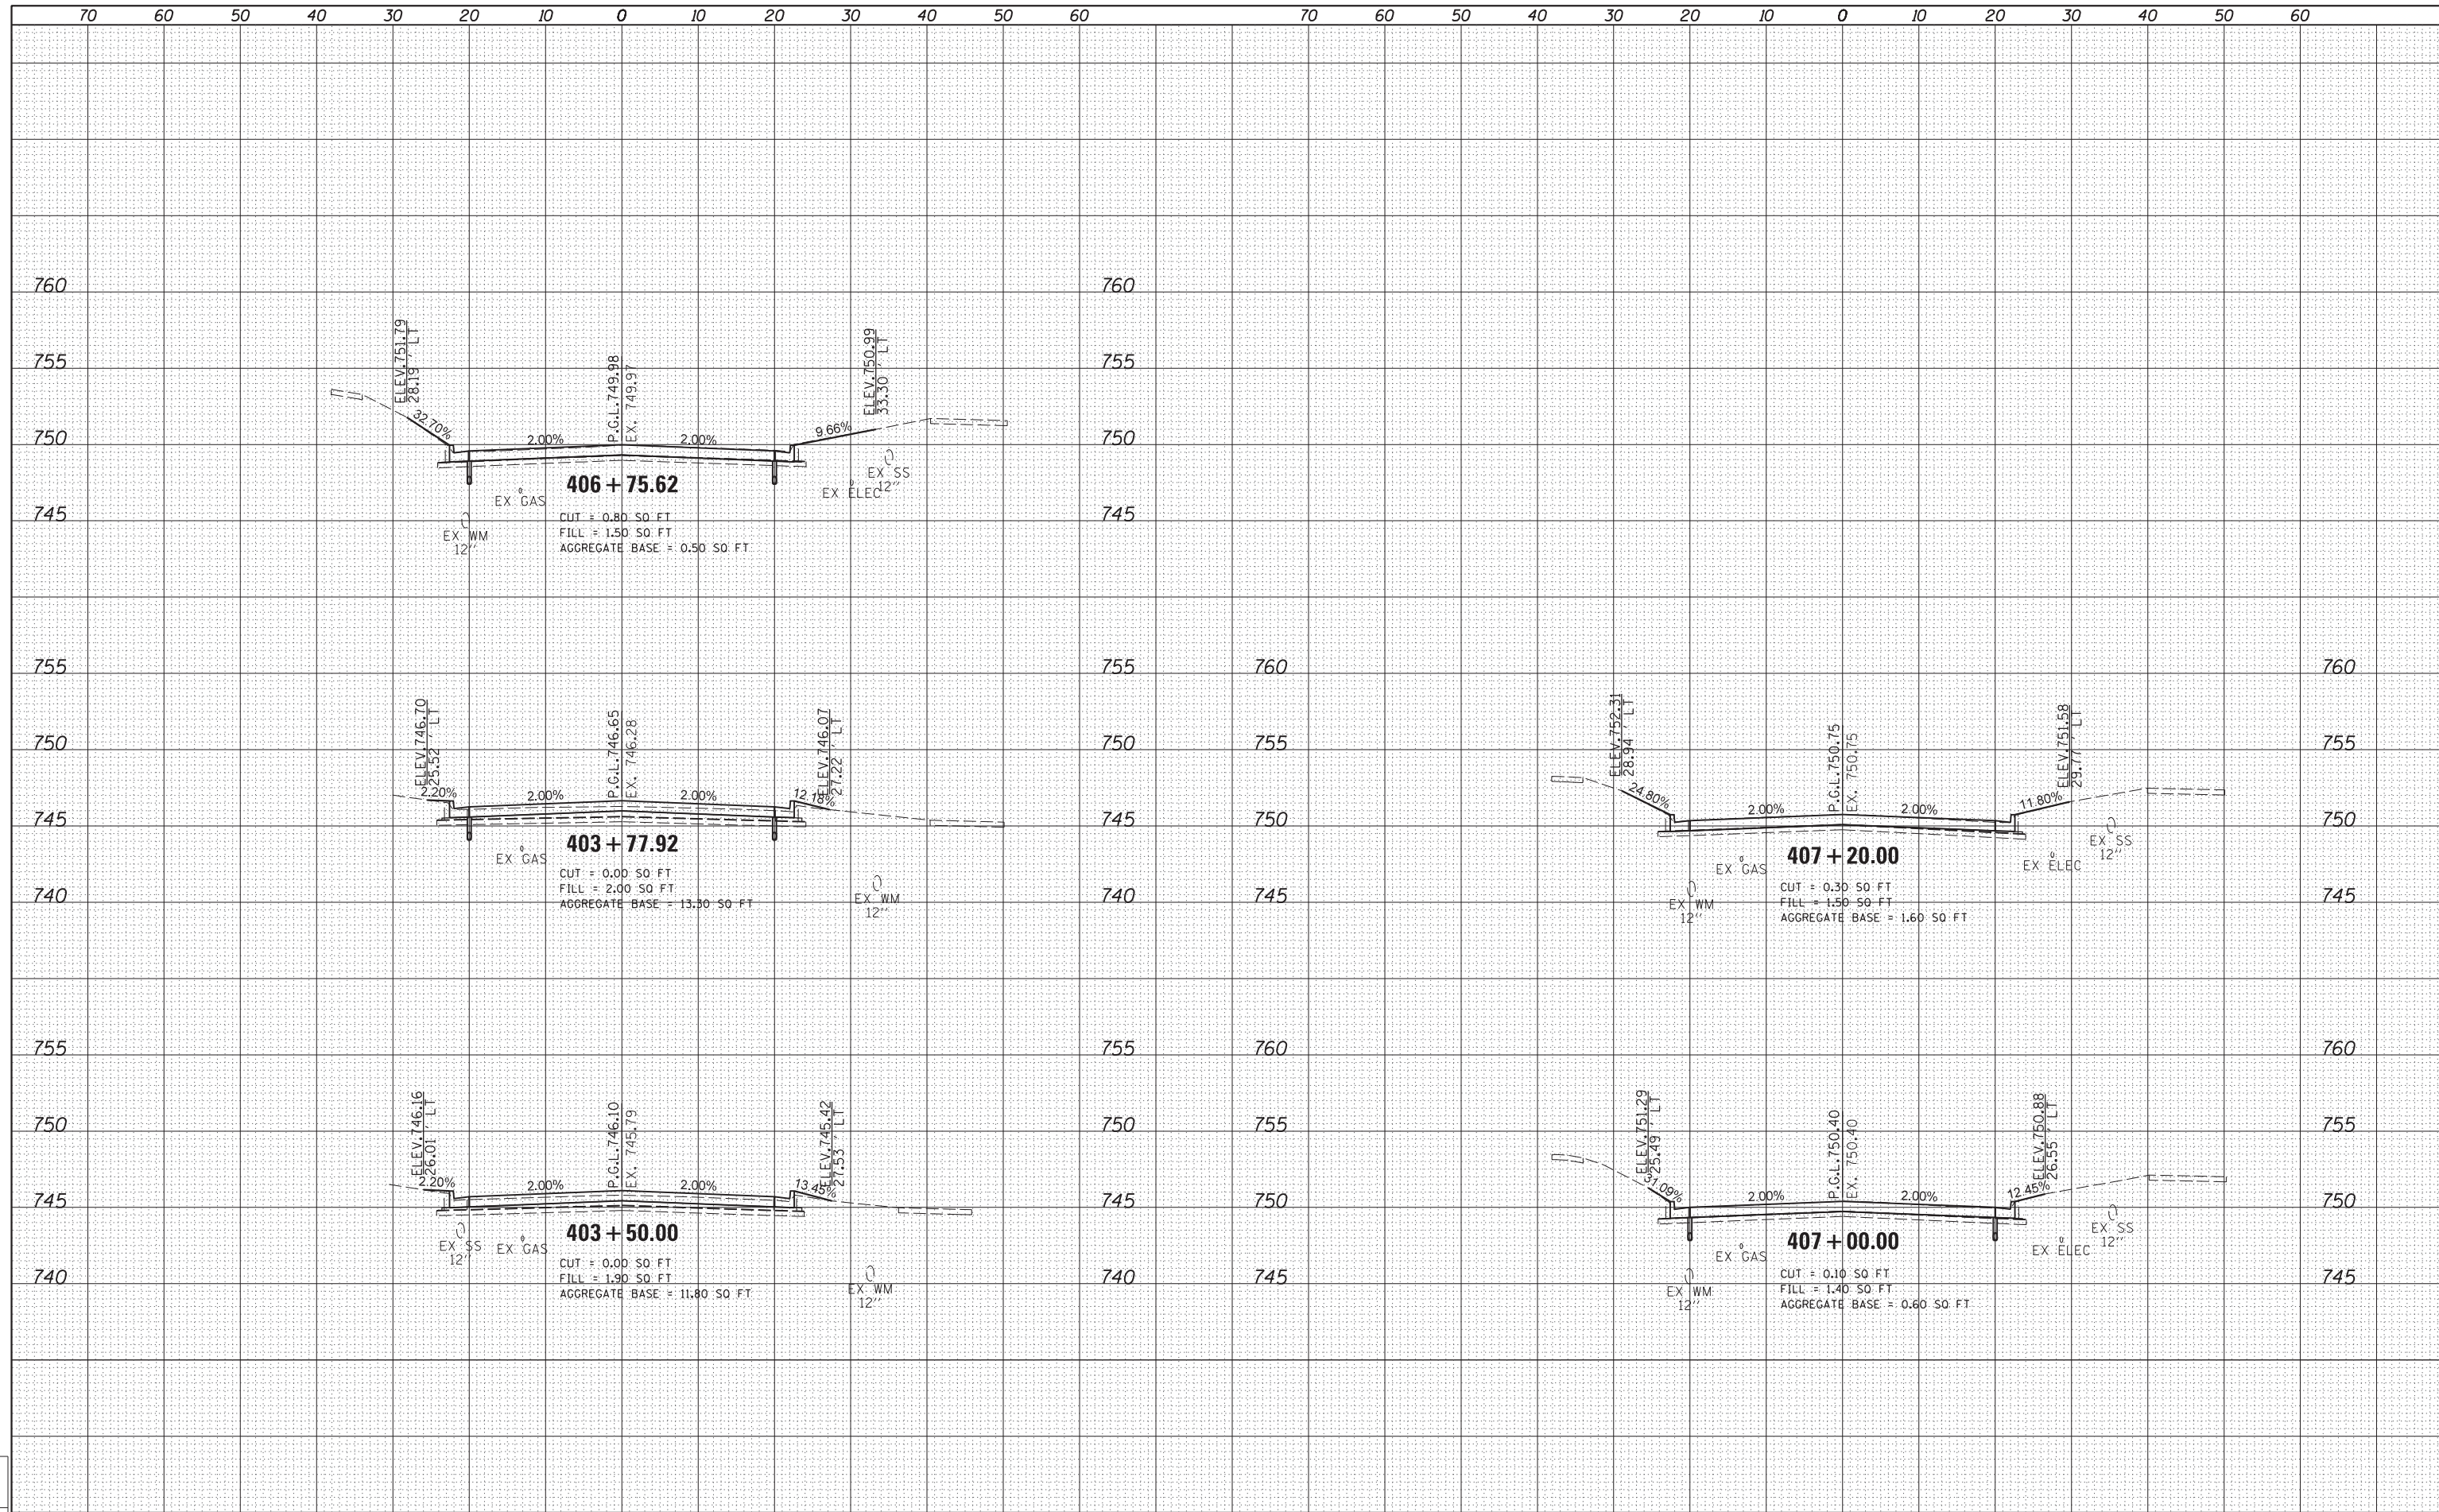 70 60 50 40 30 20 10 0 10 20 30 40 50 60 70 60 50 40 30 20 10 0 10 20 30 40 50 60
760 760
755 755
750 750
745 745
ELEV.751.79
28.19 ' LT
P.G.L.749.98
EX. 749.97
ELEV.750.99
33.30 ' LT
32.70% 2.00% 2.00% 9.66%
406+75.62
EX GAS
EX WM
12''
EX ELEC
EX SS
12''
CUT = 0.80 SQ FT
FILL = 1.50 SQ FT
AGGREGATE BASE = 0.50 SQ FT
755 755
750 750
745 745
740 740
ELEV.746.70
25.52 ' LT
P.G.L.746.65
EX. 746.28
ELEV.746.07
27.22 ' LT
2.20% 2.00% 2.00% 12.18%
403+77.92
EX GAS
EX WM
12''
CUT = 0.00 SQ FT
FILL = 2.00 SQ FT
AGGREGATE BASE = 13.30 SQ FT
755 755
750 750
745 745
740 740
ELEV.746.16
26.01 ' LT
P.G.L.746.10
EX. 745.79
ELEV.745.42
27.53 ' LT
2.20% 2.00% 2.00% 13.45%
403+50.00
EX SS
12''
EX GAS
EX WM
12''
CUT = 0.00 SQ FT
FILL = 1.90 SQ FT
AGGREGATE BASE = 11.80 SQ FT
760 760
755 755
750 750
745 745
ELEV.752.31
28.94 ' LT
P.G.L.750.75
EX. 750.75
ELEV.751.58
29.77 ' LT
24.80% 2.00% 2.00% 11.80%
407+20.00
EX GAS
EX WM
12''
EX ELEC
EX SS
12''
CUT = 0.30 SQ FT
FILL = 1.50 SQ FT
AGGREGATE BASE = 1.60 SQ FT
760 760
755 755
750 750
745 745
ELEV.751.29
25.49 ' LT
P.G.L.750.40
EX. 750.40
ELEV.750.88
26.55 ' LT
31.09% 2.00% 2.00% 12.45%
407+00.00
EX GAS
EX WM
12''
EX ELEC
EX SS
12''
CUT = 0.10 SQ FT
FILL = 1.40 SQ FT
AGGREGATE BASE = 0.60 SQ FT